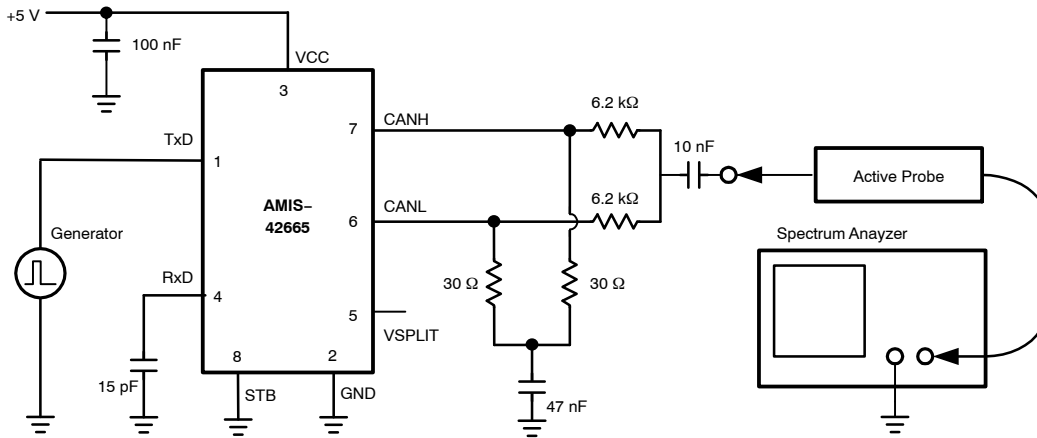 +5 V
100 nF
VCC
3
6.2 kΩ
CANH
7
TxD
1
10 nF
Active Probe
AMIS−
42665
6.2 kΩ
CANL
6
Generator
Spectrum Anayzer
RxD
4
30 Ω
30 Ω
5
VSPLIT
8
2
15 pF
STB
GND
47 nF